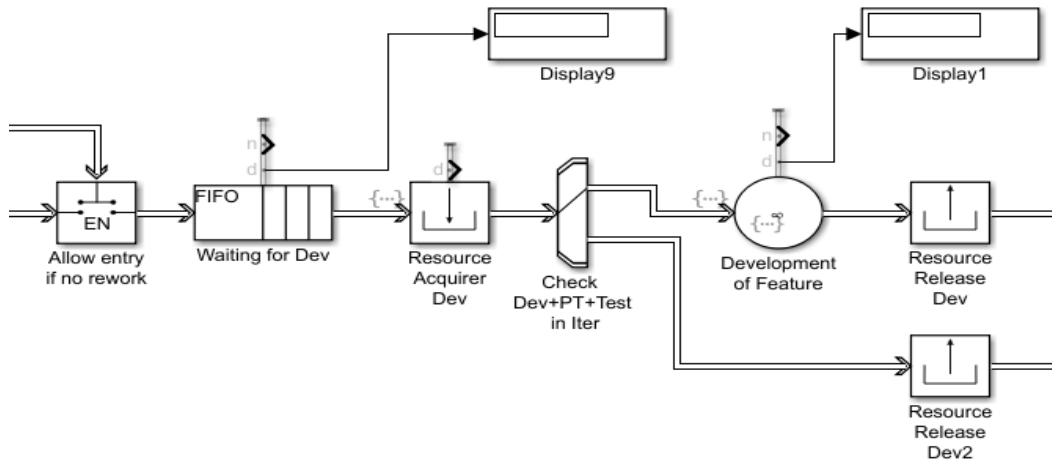 Display9
Display1
n
d
n
d
d
FIFO
{...}
{...}
EN
∞
{...}
Allow entry
if no rework
Waiting for Dev
Resource
Acquirer
Dev
Check
Dev+PT+Test
in Iter
Development
of Feature
Resource
Release
Dev
Resource
Release
Dev2